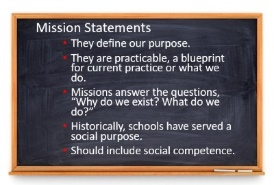 Mission Statements
• They define our purpose.
• They are practicable, a blueprint
for current practice or what we
do.
• Missions answer the questions,
"Why do we exist? What do we
do?"
• Historically, schools have served a
social purpose.
• Should include social competence.